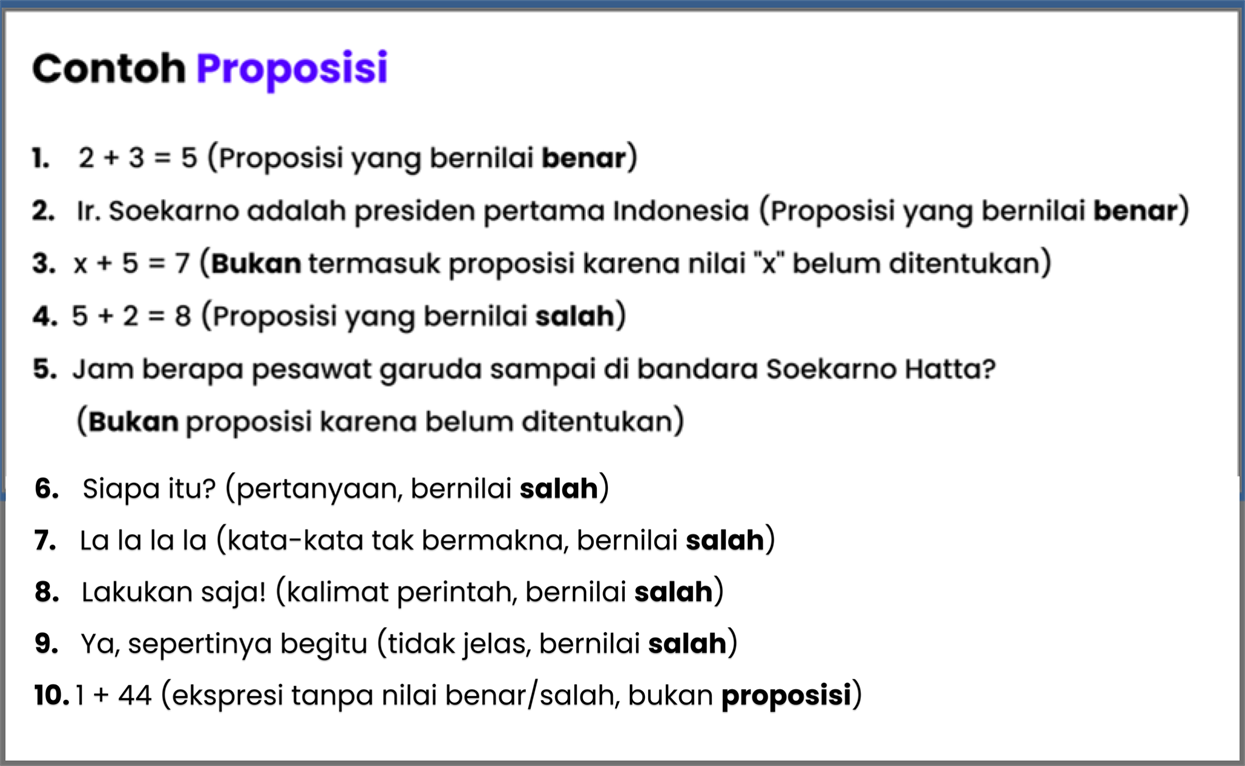 Contoh Proposisi
1. 2 + 3 = 5 (Proposisi yang bernilai benar)
2. Ir. Soekarno adalah presiden pertama Indonesia (Proposisi yang bernilai benar)
3. x + 5 = 7 (Bukan termasuk proposisi karena nilai "x" belum ditentukan)
4. 5 + 2 = 8 (Proposisi yang bernilai salah)
5. Jam berapa pesawat garuda sampai di bandara Soekarno Hatta?
(Bukan proposisi karena belum ditentukan)
6. Siapa itu? (pertanyaan, bernilai salah)
7. La la la la (kata-kata tak bermakna, bernilai salah)
8. Lakukan saja! (kalimat perintah, bernilai salah)
9. Ya, sepertinya begitu (tidak jelas, bernilai salah)
10. 1 + 44 (ekspresi tanpa nilai benar/salah, bukan proposisi)